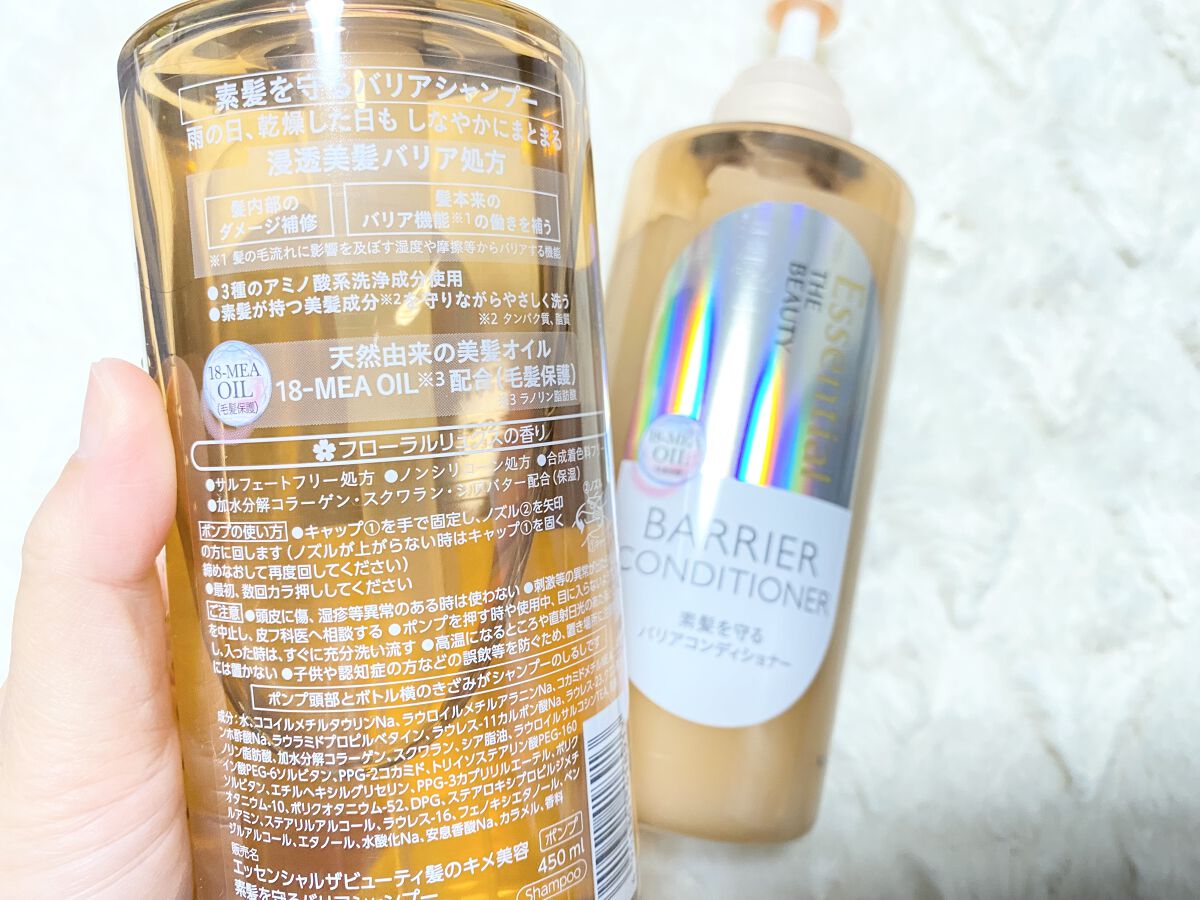 素髪を守るバリアシャンプー
雨の日、乾燥した日も しなやかにまとまる
浸透美髪バリア処方
髪内部の
ダメージ補修
髪本来の
バリア機能※1の働きを補う
※1 髪の毛流れに影響を及ぼす湿度や摩擦等からバリアする機能
●3種のアミノ酸系洗浄成分使用
●素髪が持つ美髪成分※2を守りながらやさしく洗う
※2 タンパク質、脂質
18-MEA
OIL
(毛髪保護)
天然由来の美髪オイル
18-MEA OIL※3 配合(毛髪保護)
※3 ラノリン脂肪酸
フローラルリュクスの香り
●サルフェートフリー処方 ●ノンシリコーン処方 ●合成着色料フリー
●加水分解コラーゲン・スクワラン・シアバター配合(保湿)
ポンプの使い方 ●キャップ①を手で固定し、ノズル②を矢印
の方に回します(ノズルが上がらない時はキャップ①を固く
締めなおして再度回してください)
●最初、数回カラ押ししてください
②ノズル
ご注意 ●頭皮に傷、湿疹等異常のある時は使わない ●刺激等の異常が
を中止し、皮フ科医へ相談する ●ポンプを押す時や使用中、目に入らない
し、入った時は、すぐに充分洗い流す ●高温になるところや直射日光のあたる
には置かない ●子供や認知症の方などの誤飲等を防ぐため、置き場所に
ポンプ頭部とボトル横のきざみがシャンプーのしるしです
成分:水、ココイルメチルタウリンNa、ラウロイルメチルアラニンNa、コカミドメチル
ンホ酢酸Na、ラウラミドプロピルベタイン、ラウレス-11カルボン酸Na、ラウレス-23、
ノリン脂肪酸、加水分解コラーゲン、スクワラン、シア脂油、ラウロイルサルコシンTEA、
イン酸PEG-6ソルビタン、PPG-2コカミド、トリイソステアリン酸PEG-160
ソルビタン、エチルヘキシルグリセリン、PPG-3カプリリルエーテル、ポリク
オタニウム-10、ポリクオタニウム-52、DPG、ステアロキシプロピルジメチ
ルアミン、ステアリルアルコール、ラウレス-16、フェノキシエタノール、ベン
ジルアルコール、エタノール、水酸化Na、安息香酸Na、カラメル、香料
販売名
エッセンシャルザビューティ髪のキメ美容
素髪を守るバリアシャンプー
ポンプ
450 ml
Shampoo
Essential
THE
BEAUTY
18-MEA
OIL
BARRIER
CONDITIONER
素髪を守る
バリアコンディショナー